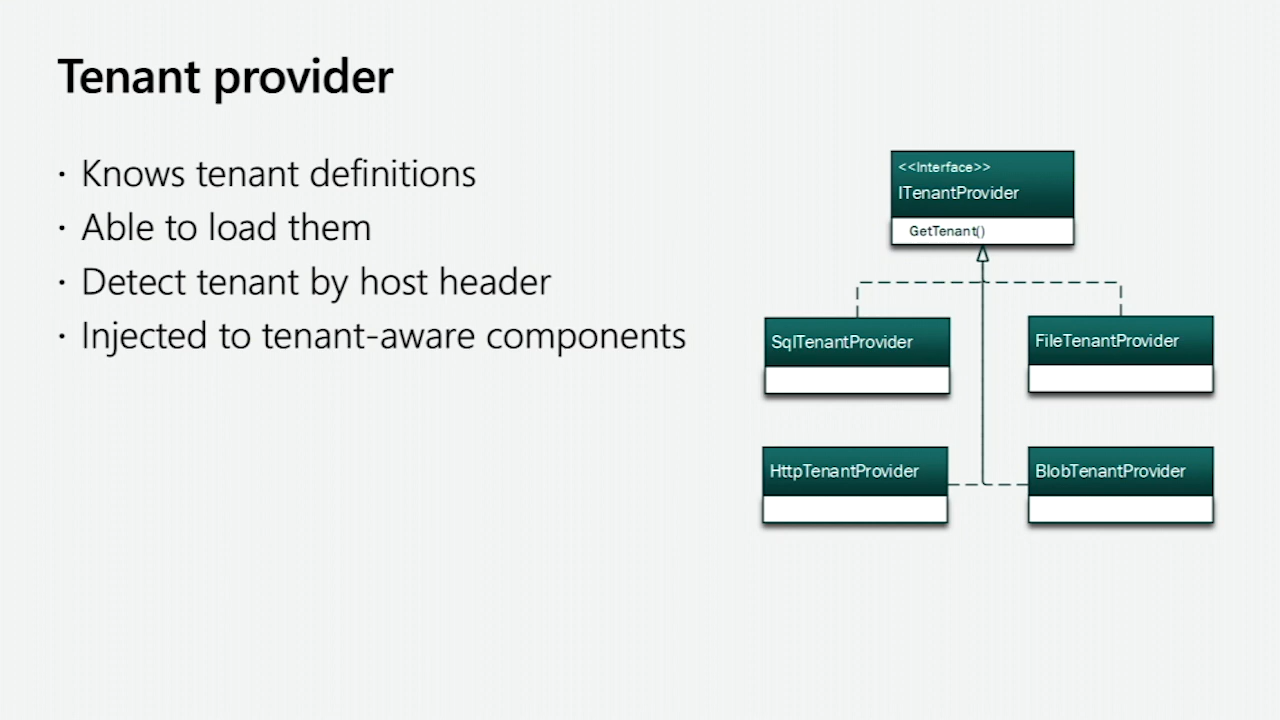 Tenant provider
· Knows tenant definitions
· Able to load them
· Detect tenant by host header
· Injected to tenant-aware components
<<Interface>>
ITenantProvider
GetTenant()
SqlTenantProvider
FileTenantProvider
HttpTenantProvider
BlobTenantProvider